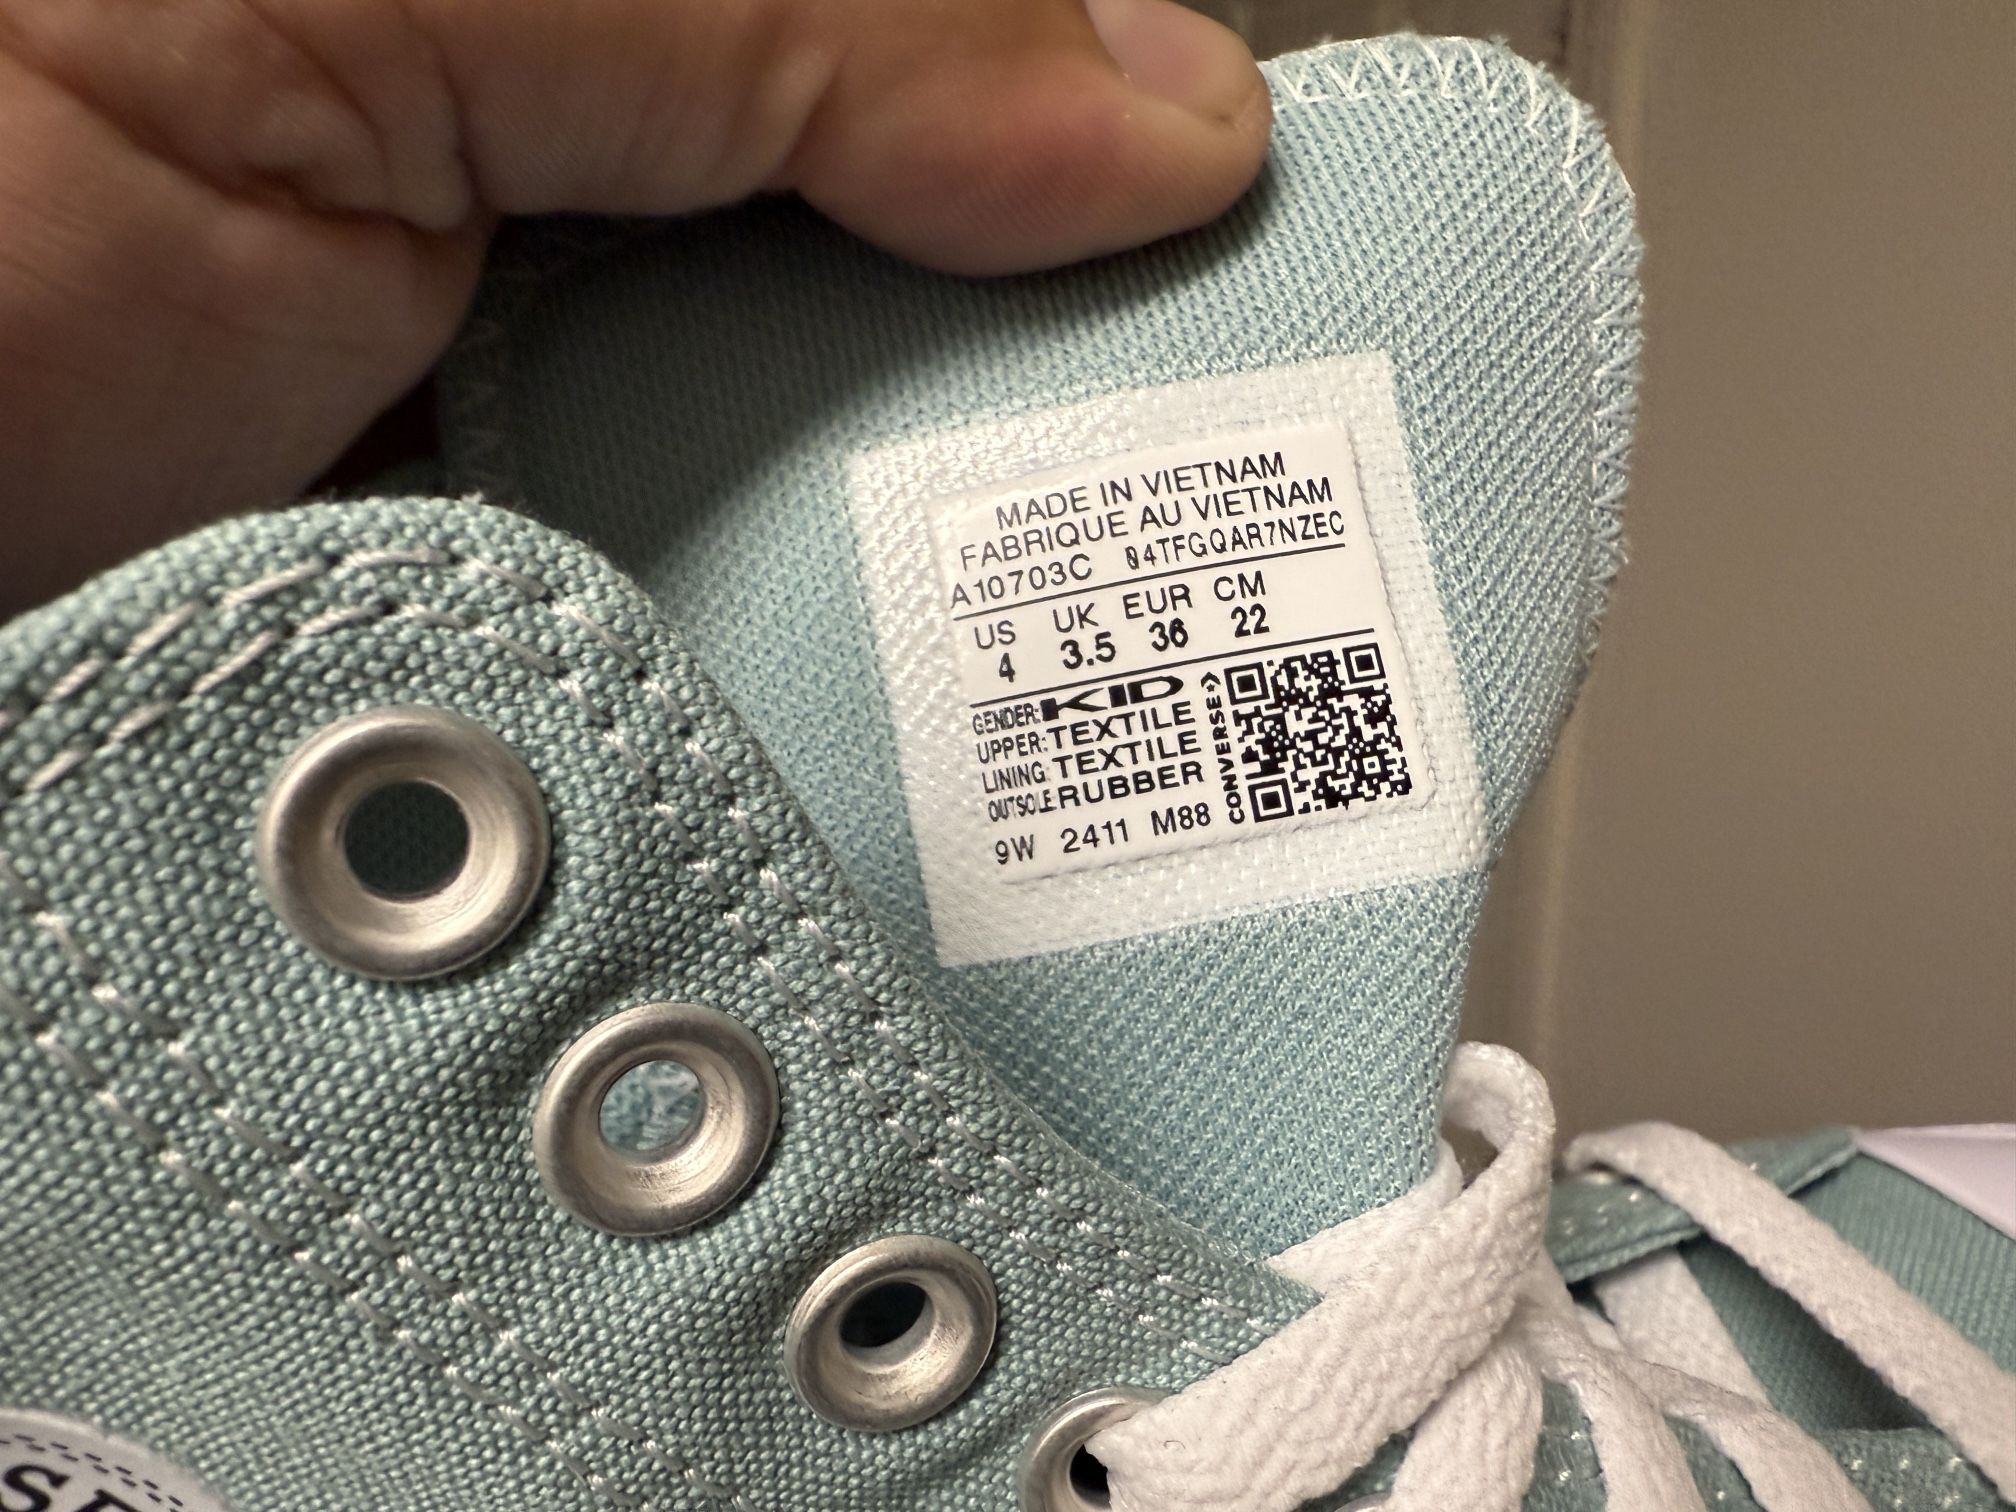 MADE IN VIETNAM
FABRIQUE AU VIETNAM
A10703C 04TFGQAR7NZEC
US UK EUR CM
4 3.5 36 22
GENDER: KID
UPPER: TEXTILE
LINING: TEXTILE
OUTSOLE: RUBBER
CONVERSE
9W 2411 M88